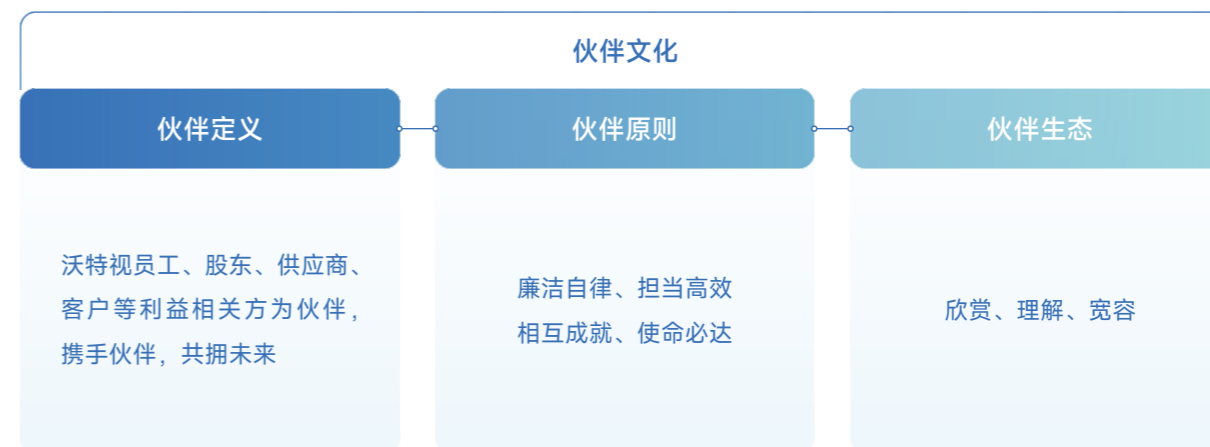 伙伴文化
伙伴定义
伙伴原则
伙伴生态
沃特视员工、股东、供应商、
客户等利益相关方为伙伴，
携手伙伴，共拥未来
廉洁自律、担当高效
相互成就、使命必达
欣赏、理解、宽容